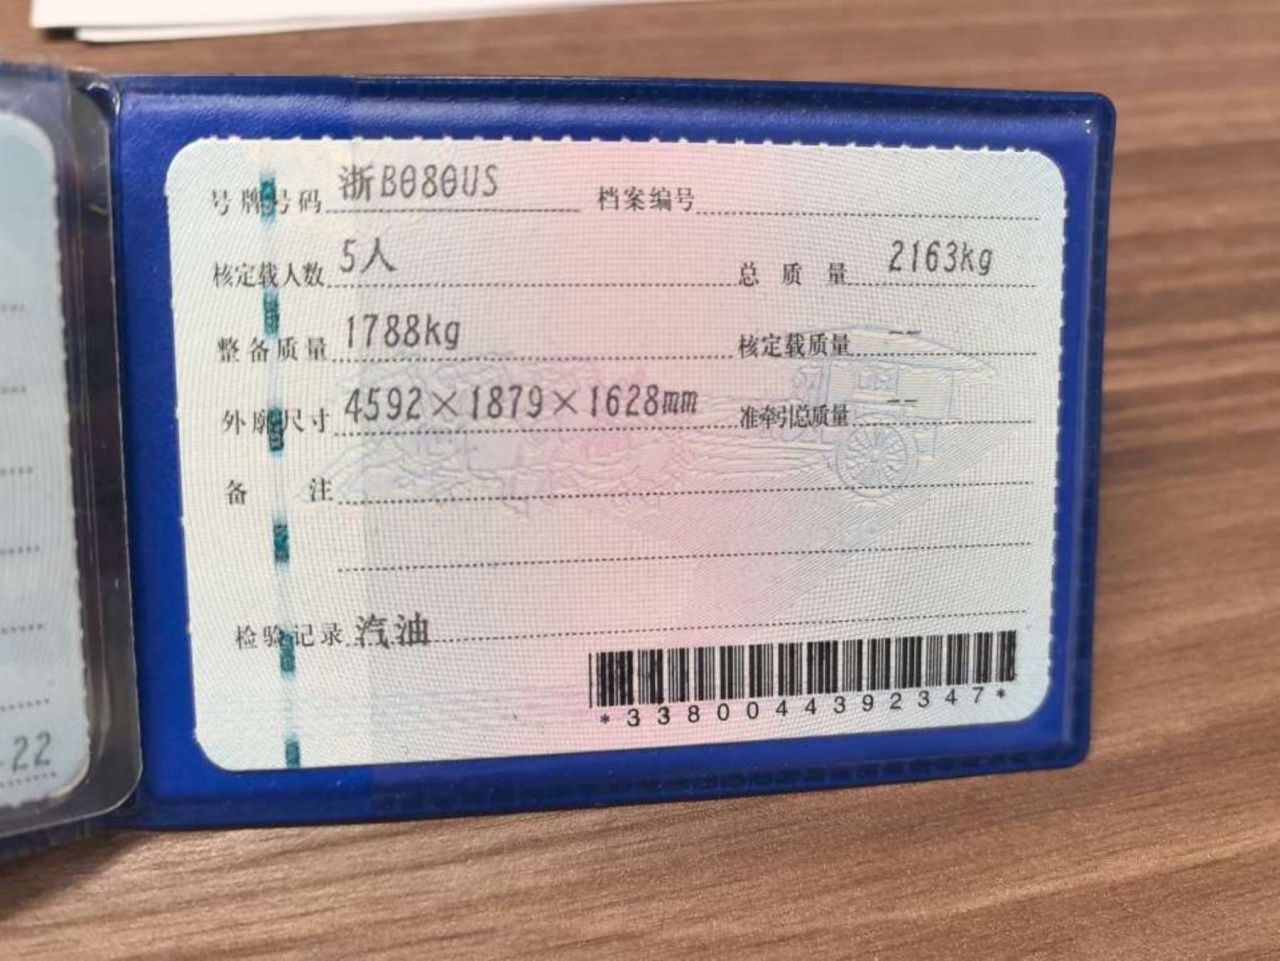 号牌号码 浙B080US 档案编号
核定载人数 5人 总质量 2163kg
整备质量 1788kg 核定载质量 --
外廓尺寸 4592×1879×1628mm 准牵引总质量 --
备注
检验记录 汽油
*3380044392347*
-22